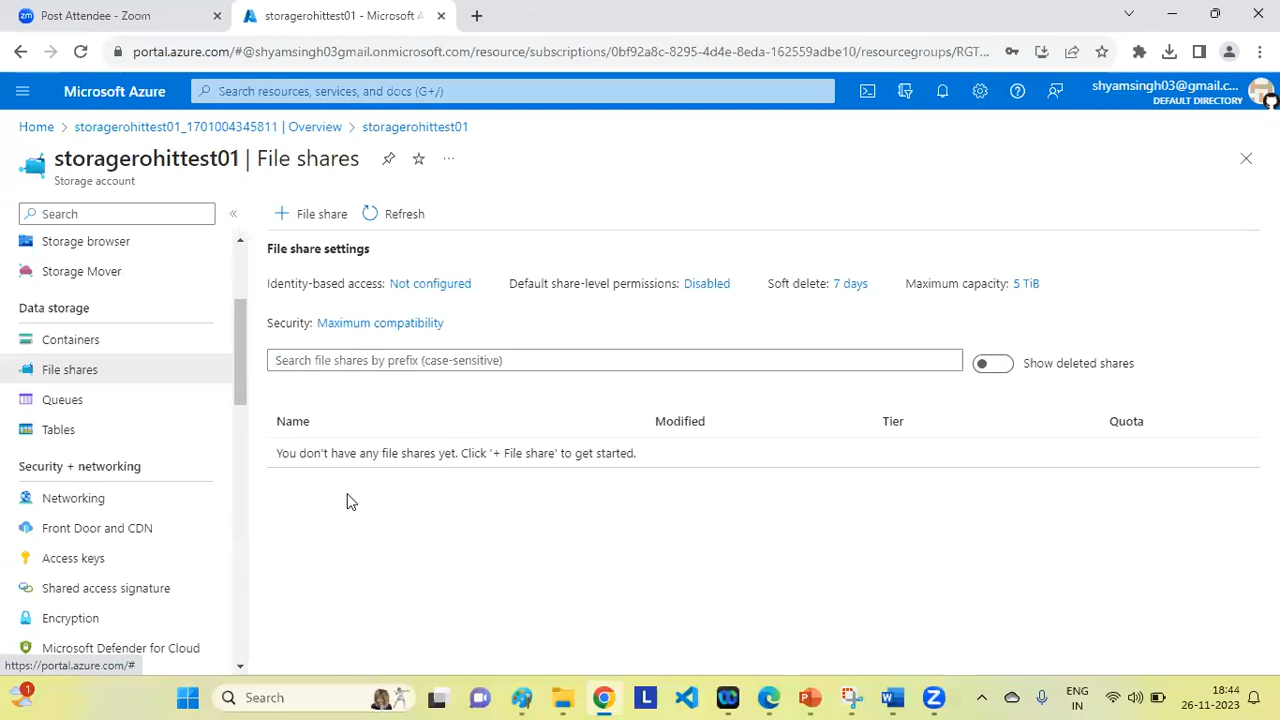 Post Attendee - Zoom
storagerohittest01 - Microsoft A
portal.azure.com/#@shyamsingh03gmail.onmicrosoft.com/resource/subscriptions/0bf92a8c-8295-4d4e-8eda-162559adbe10/resourcegroups/RGT...
Microsoft Azure
Search resources, services, and docs (G+/)
shyamsingh03@gmail.c...
DEFAULT DIRECTORY
Home > storagerohittest01_1701004345811 | Overview > storagerohittest01
storagerohittest01 | File shares
Storage account
Search
File share
Refresh
Storage browser
Storage Mover
Data storage
Containers
File shares
Queues
Tables
Security + networking
Networking
Front Door and CDN
Access keys
Shared access signature
Encryption
Microsoft Defender for Cloud
https://portal.azure.com/#
File share settings
Identity-based access: Not configured
Default share-level permissions: Disabled
Soft delete: 7 days
Maximum capacity: 5 TiB
Security: Maximum compatibility
Search file shares by prefix (case-sensitive)
Show deleted shares
Name Modified Tier Quota
You don't have any file shares yet. Click '+ File share' to get started.
1
Search
L
ENG
IN
18:44
26-11-2023